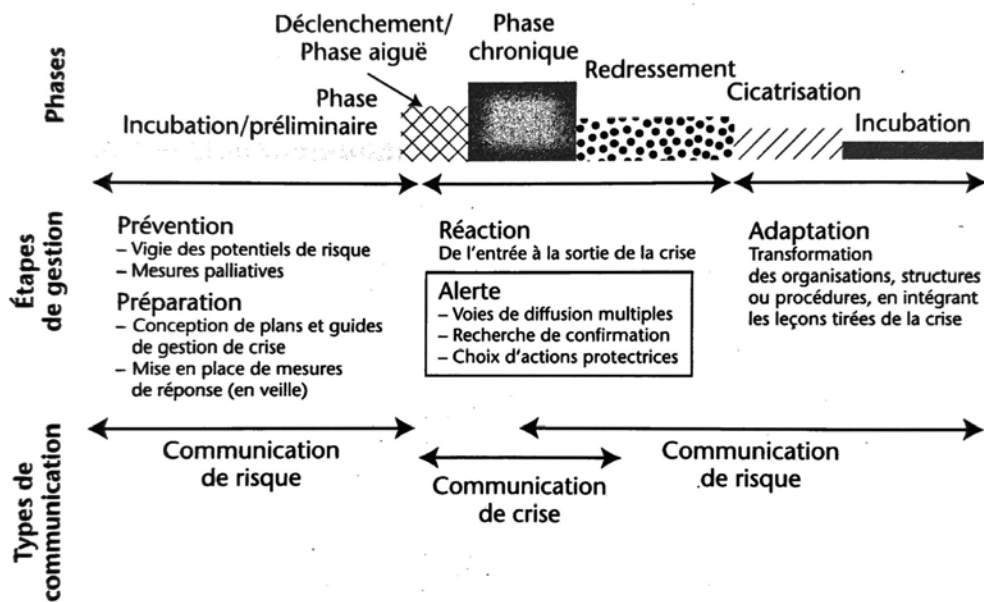 Phases
Déclenchement/
Phase aiguë
Phase
chronique
Redressement
Cicatrisation
Incubation
Phase
Incubation/préliminaire
Étapes
de gestion
Prévention
– Vigie des potentiels de risque
– Mesures palliatives
Préparation
– Conception de plans et guides
de gestion de crise
– Mise en place de mesures
de réponse (en veille)
Réaction
De l'entrée à la sortie de la crise
Alerte
– Voies de diffusion multiples
– Recherche de confirmation
– Choix d'actions protectrices
Adaptation
Transformation
des organisations, structures
ou procédures, en intégrant
les leçons tirées de la crise
Types de
communication
Communication
de risque
Communication
de crise
Communication
de risque